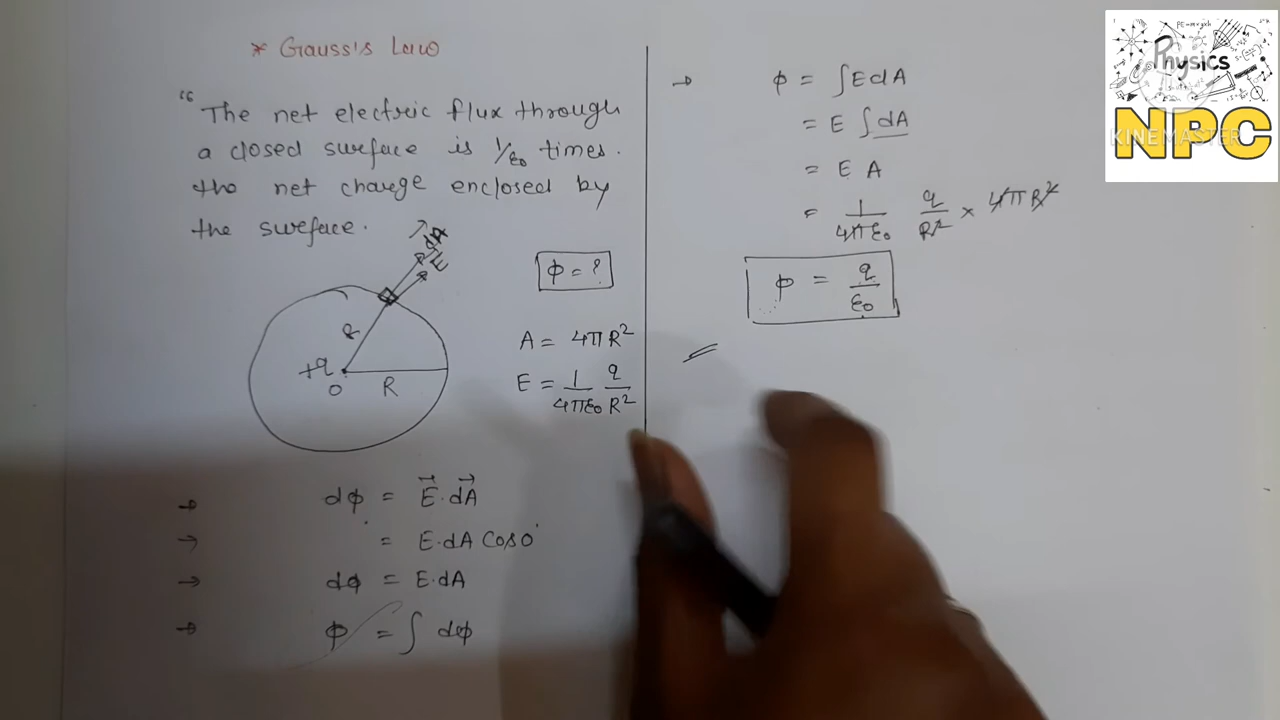 * Gauss's Law
“ The net electric flux through
a closed surface is 1/ε₀ times.
the net charge enclosed by
the surface.
dA
E
R
+q
O
R
ϕ = ?
A = 4πR²
E = 1/4πε₀ q/R²
→ dϕ = E⃗·dA⃗
→ = E·dA Cos0°
→ dϕ = E·dA
→ ϕ = ∫ dϕ
→ ϕ = ∫EdA
= E ∫dA
= E A
= 1/4πε₀ q/R² × 4πR²
ϕ = q/ε₀
Physics
NPC
KINEMASTER